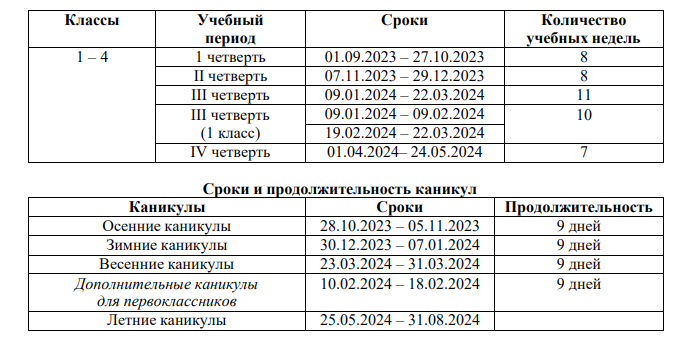 Классы Учебный период Сроки Количество учебных недель
1 – 4 1 четверть 01.09.2023 – 27.10.2023 8
II четверть 07.11.2023 – 29.12.2023 8
III четверть 09.01.2024 – 22.03.2024 11
III четверть 09.01.2024 – 09.02.2024 10
(1 класс) 19.02.2024 – 22.03.2024
IV четверть 01.04.2024– 24.05.2024 7
Сроки и продолжительность каникул
Каникулы Сроки Продолжительность
Осенние каникулы 28.10.2023 – 05.11.2023 9 дней
Зимние каникулы 30.12.2023 – 07.01.2024 9 дней
Весенние каникулы 23.03.2024 – 31.03.2024 9 дней
Дополнительные каникулы 10.02.2024 – 18.02.2024 9 дней
для первоклассников
Летние каникулы 25.05.2024 – 31.08.2024